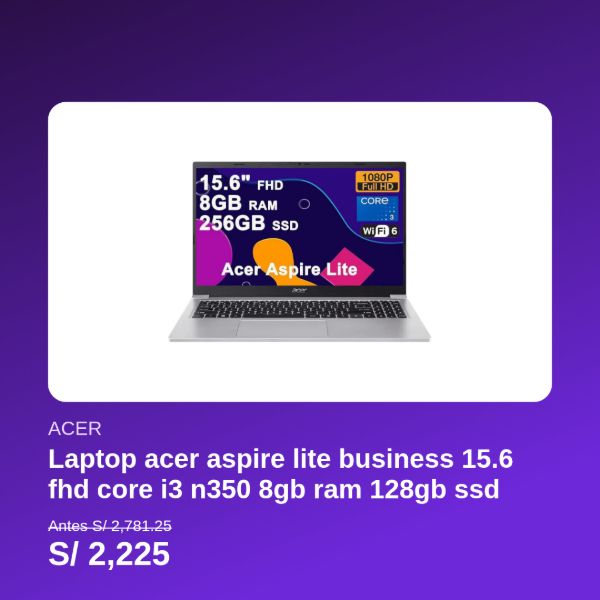 15.6" FHD
8GB RAM
256GB SSD
1080P
Full HD
CORE
i3
Wi Fi 6
Acer Aspire Lite
acer
ACER
Laptop acer aspire lite business 15.6
fhd core i3 n350 8gb ram 128gb ssd
Antes S/ 2,781.25
S/ 2,225